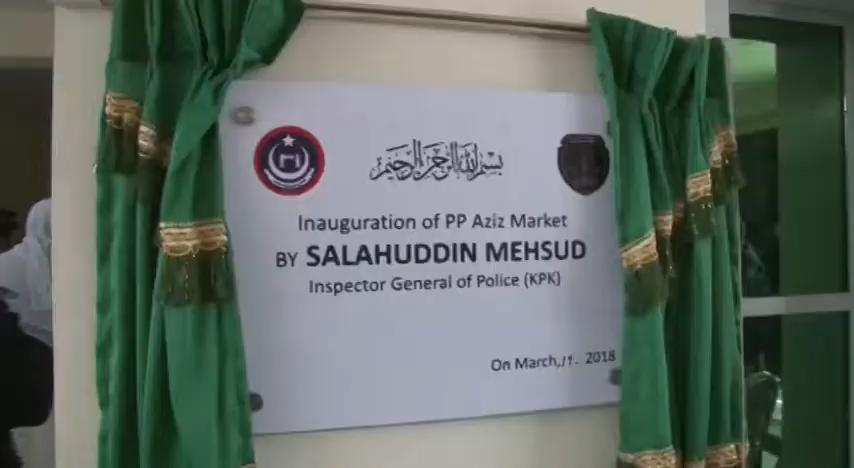 بسم الله الرحمن الرحيم
Inauguration of PP Aziz Market
BY SALAHUDDIN MEHSUD
Inspector General of Police (KPK)
On March,11. 2018